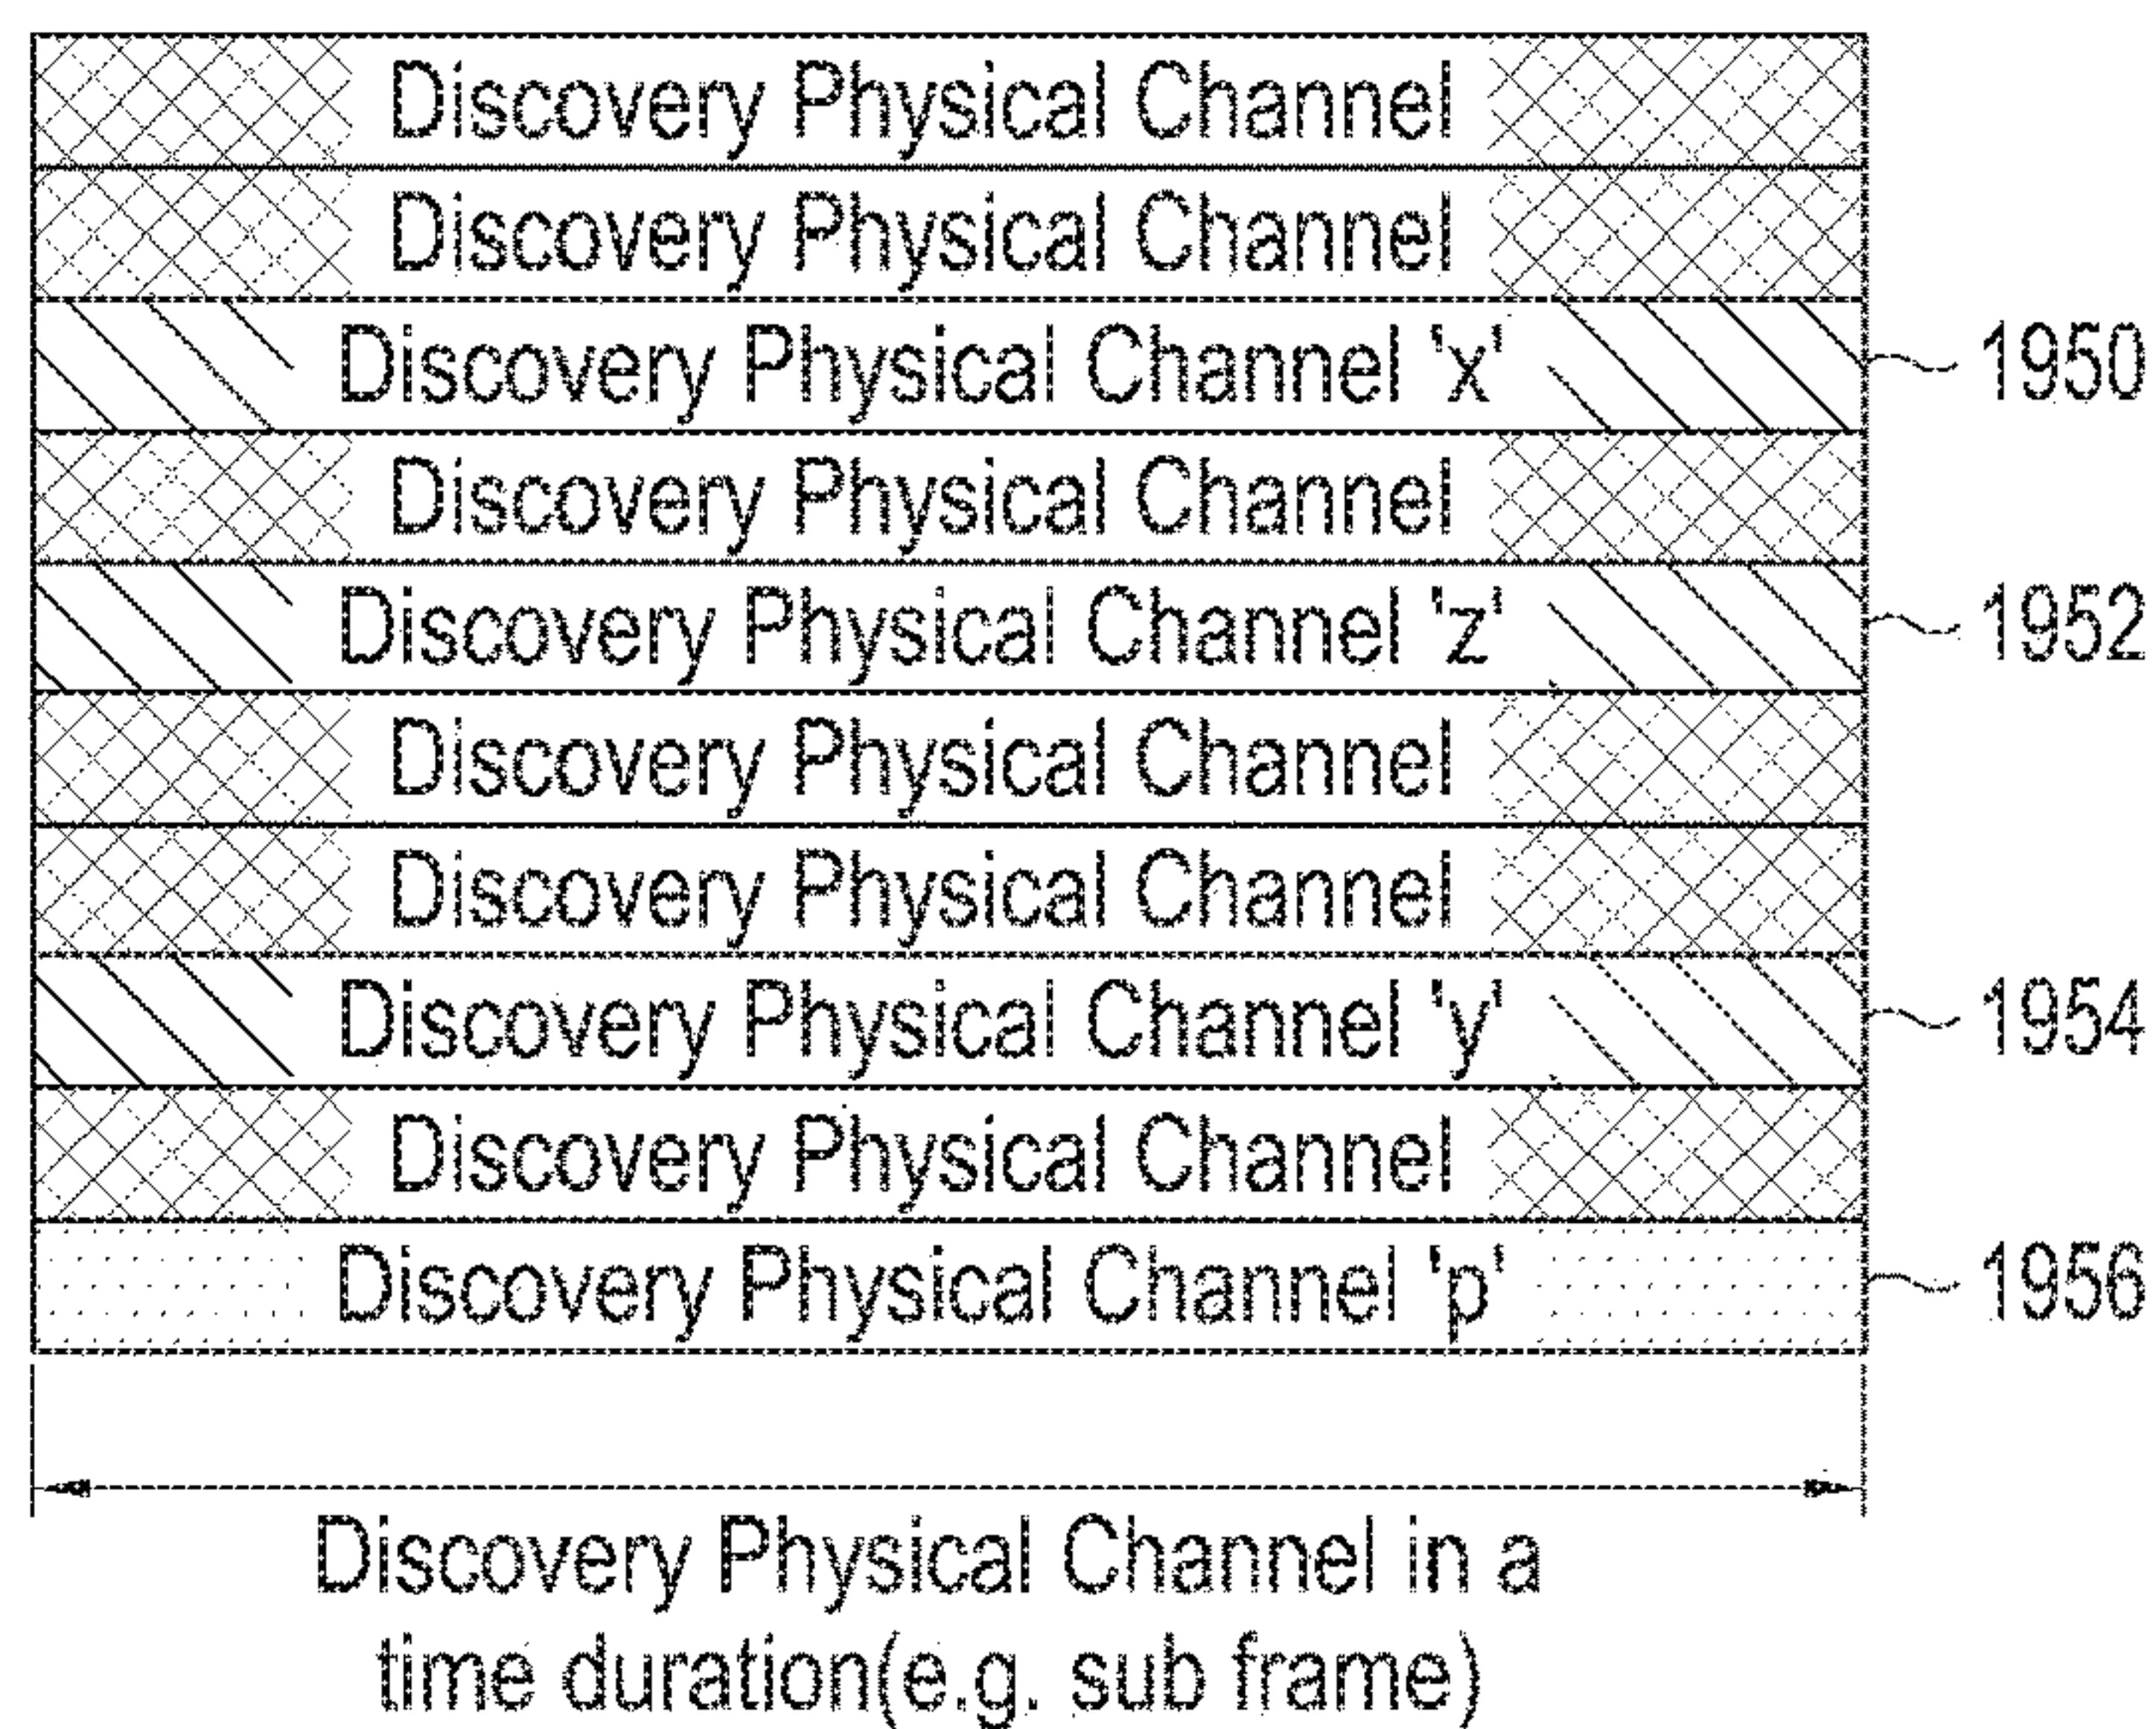 Discovery Physical Channel
Discovery Physical Channel
Discovery Physical Channel 'x' 1950
Discovery Physical Channel
Discovery Physical Channel 'z' 1952
Discovery Physical Channel
Discovery Physical Channel
Discovery Physical Channel 'y' 1954
Discovery Physical Channel
Discovery Physical Channel 'p' 1956
Discovery Physical Channel in a
time duration(e.g. sub frame)